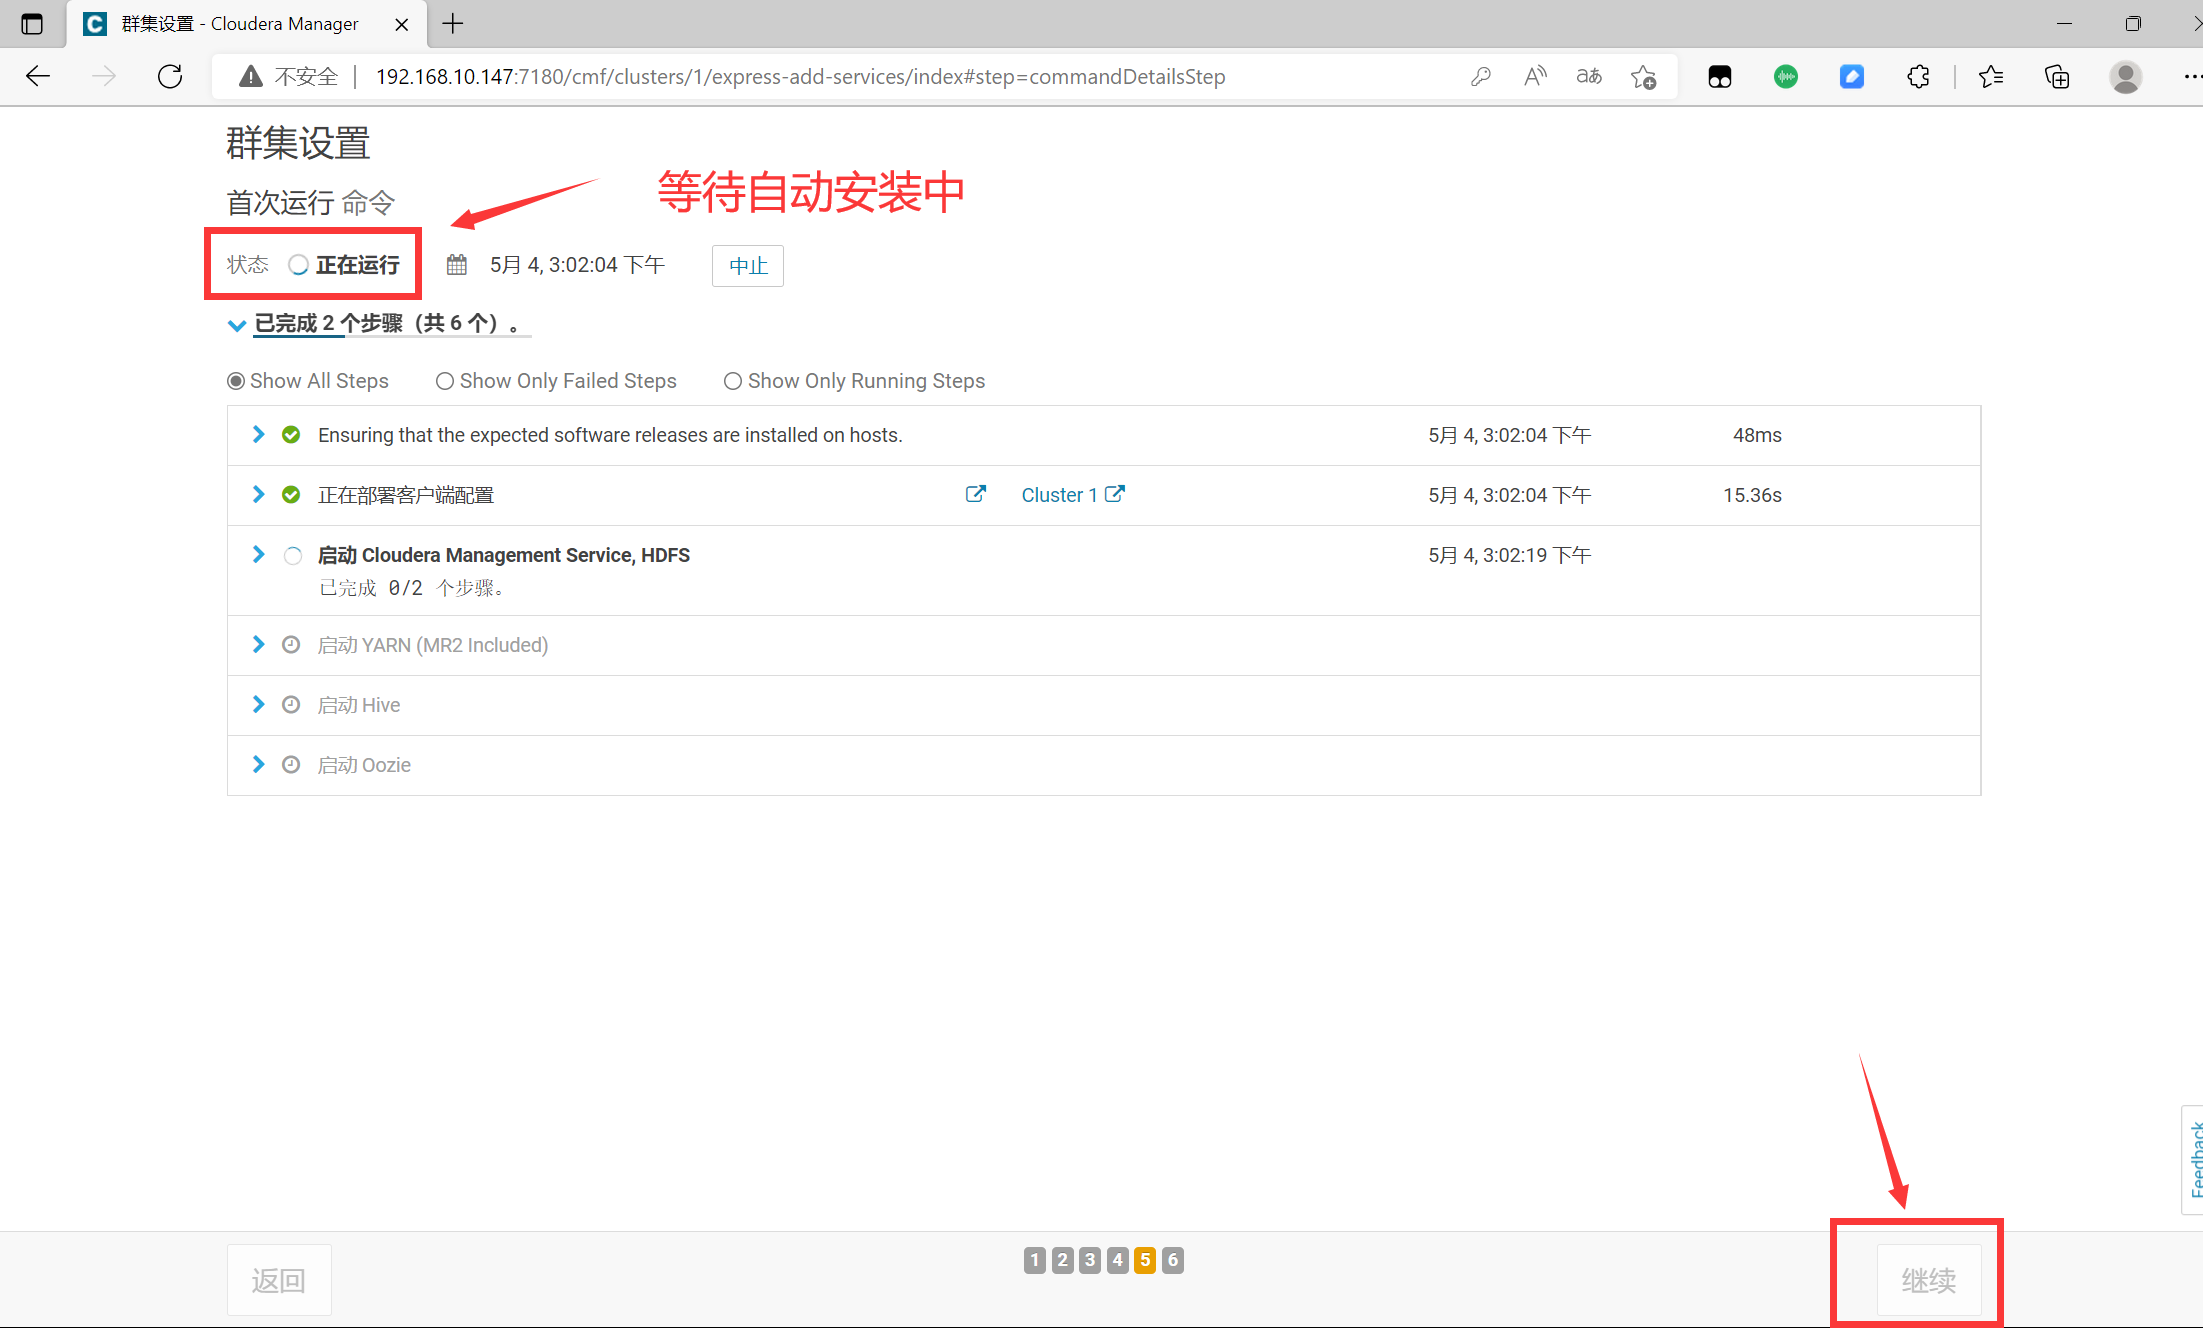 群集设置 - Cloudera Manager
不安全 192.168.10.147:7180/cmf/clusters/1/express-add-services/index#step=commandDetailsStep
群集设置
首次运行 命令
等待自动安装中
状态 正在运行 5月 4, 3:02:04 下午 中止
已完成 2 个步骤（共 6 个）。
Show All Steps Show Only Failed Steps Show Only Running Steps
Ensuring that the expected software releases are installed on hosts. 5月 4, 3:02:04 下午 48ms
正在部署客户端配置 Cluster 1 5月 4, 3:02:04 下午 15.36s
启动 Cloudera Management Service, HDFS 5月 4, 3:02:19 下午
已完成 0/2 个步骤。
启动 YARN (MR2 Included)
启动 Hive
启动 Oozie
Feedback
返回 1 2 3 4 5 6 继续